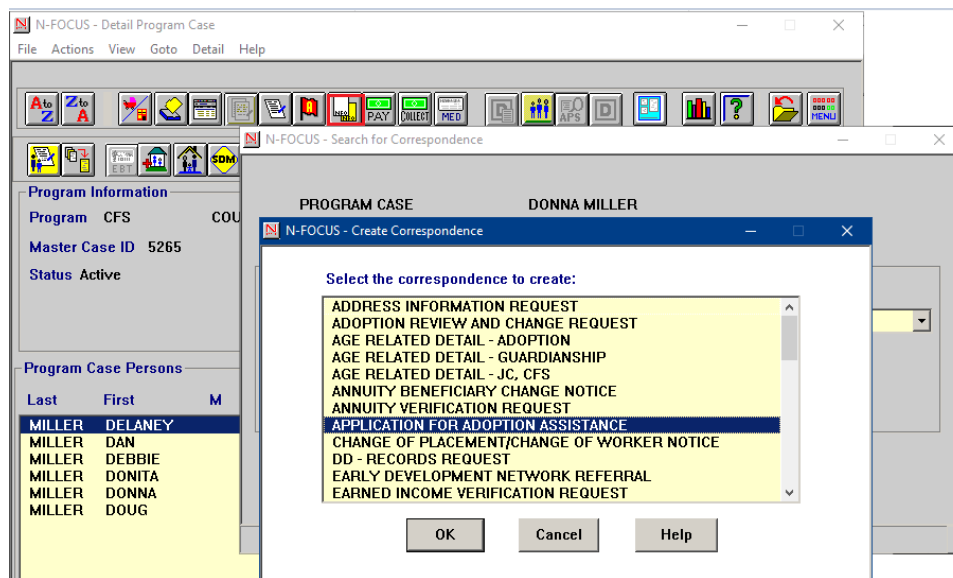 N-FOCUS - Detail Program Case
File Actions View Goto Detail Help
A to Z Z to A PAY COLLECT MED APS D MENU
EBT SDM
N-FOCUS - Search for Correspondence
PROGRAM CASE DONNA MILLER
Program Information
Program CFS COU
Master Case ID 5265
Status Active
N-FOCUS - Create Correspondence
Select the correspondence to create:
ADDRESS INFORMATION REQUEST
ADOPTION REVIEW AND CHANGE REQUEST
AGE RELATED DETAIL - ADOPTION
AGE RELATED DETAIL - GUARDIANSHIP
AGE RELATED DETAIL - JC, CFS
ANNUITY BENEFICIARY CHANGE NOTICE
ANNUITY VERIFICATION REQUEST
APPLICATION FOR ADOPTION ASSISTANCE
CHANGE OF PLACEMENT/CHANGE OF WORKER NOTICE
DD - RECORDS REQUEST
EARLY DEVELOPMENT NETWORK REFERRAL
EARNED INCOME VERIFICATION REQUEST
OK Cancel Help
Program Case Persons
Last First M
MILLER DELANEY
MILLER DAN
MILLER DEBBIE
MILLER DONITA
MILLER DONNA
MILLER DOUG